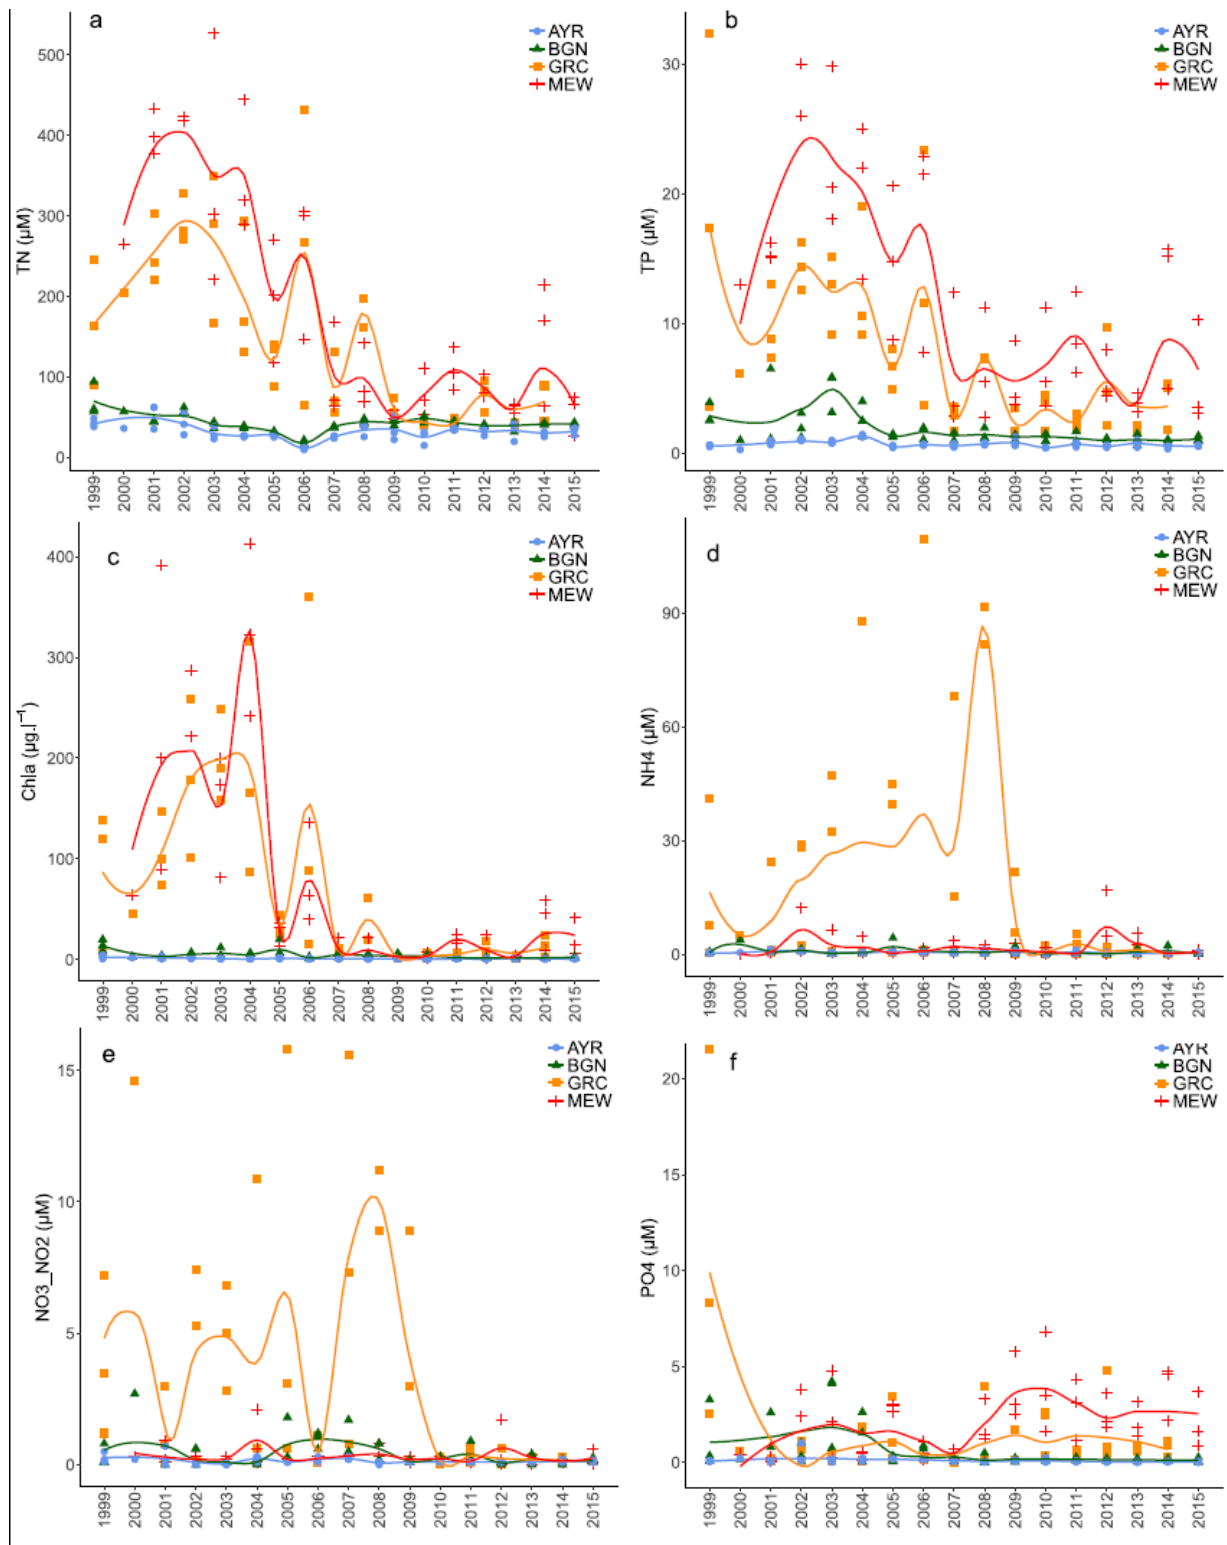 a
AYR
BGN
GRC
MEW
TN (µM)
500
400
300
200
100
0
1999 2000 2001 2002 2003 2004 2005 2006 2007 2008 2009 2010 2011 2012 2013 2014 2015
b
AYR
BGN
GRC
MEW
TP (µM)
30
20
10
0
1999 2000 2001 2002 2003 2004 2005 2006 2007 2008 2009 2010 2011 2012 2013 2014 2015
c
AYR
BGN
GRC
MEW
Chla (µg.l⁻¹)
400
300
200
100
0
1999 2000 2001 2002 2003 2004 2005 2006 2007 2008 2009 2010 2011 2012 2013 2014 2015
d
AYR
BGN
GRC
MEW
NH4 (µM)
90
60
30
0
1999 2000 2001 2002 2003 2004 2005 2006 2007 2008 2009 2010 2011 2012 2013 2014 2015
e
AYR
BGN
GRC
MEW
NO3_NO2 (µM)
15
10
5
0
1999 2000 2001 2002 2003 2004 2005 2006 2007 2008 2009 2010 2011 2012 2013 2014 2015
f
AYR
BGN
GRC
MEW
PO4 (µM)
20
15
10
5
0
1999 2000 2001 2002 2003 2004 2005 2006 2007 2008 2009 2010 2011 2012 2013 2014 2015